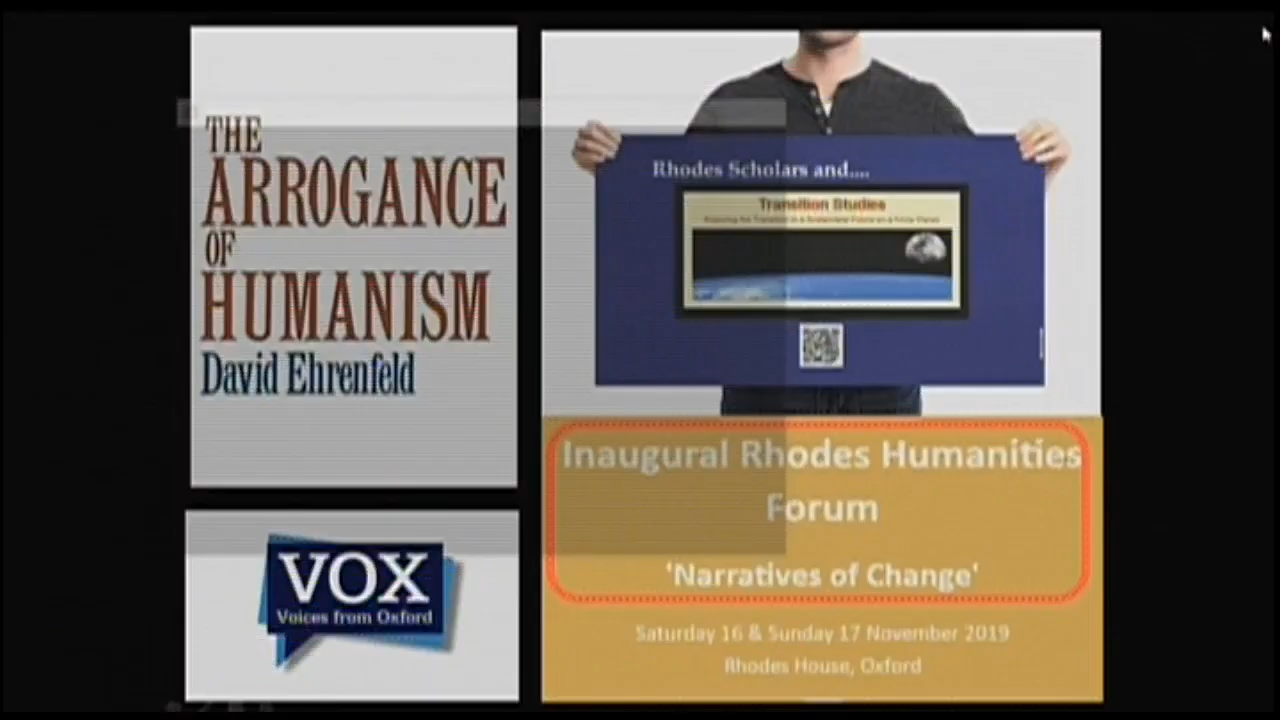 THE
ARROGANCE
OF
HUMANISM
David Ehrenfeld
VOX
Voices from Oxford
Rhodes Scholars and....
Transition Studies
Inaugural Rhodes Humanities
Forum
'Narratives of Change'
Saturday 16 & Sunday 17 November 2019
Rhodes House, Oxford